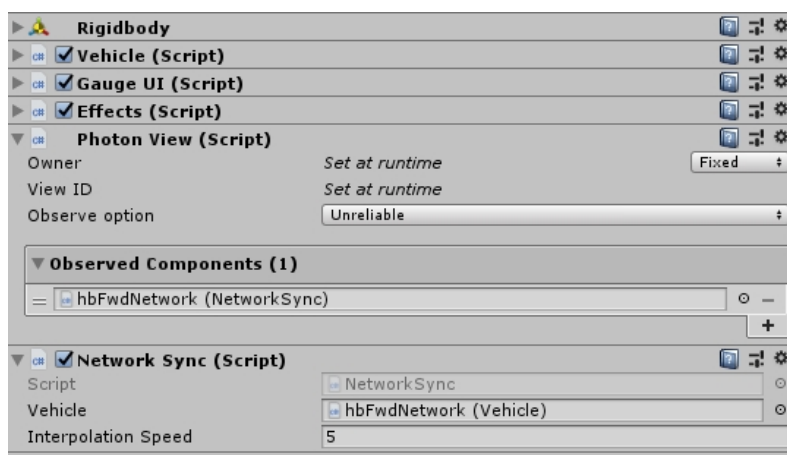 Rigidbody
Vehicle (Script)
Gauge UI (Script)
Effects (Script)
Photon View (Script)
Owner Set at runtime Fixed
View ID Set at runtime
Observe option Unreliable
Observed Components (1)
hbFwdNetwork (NetworkSync)
Network Sync (Script)
Script NetworkSync
Vehicle hbFwdNetwork (Vehicle)
Interpolation Speed 5